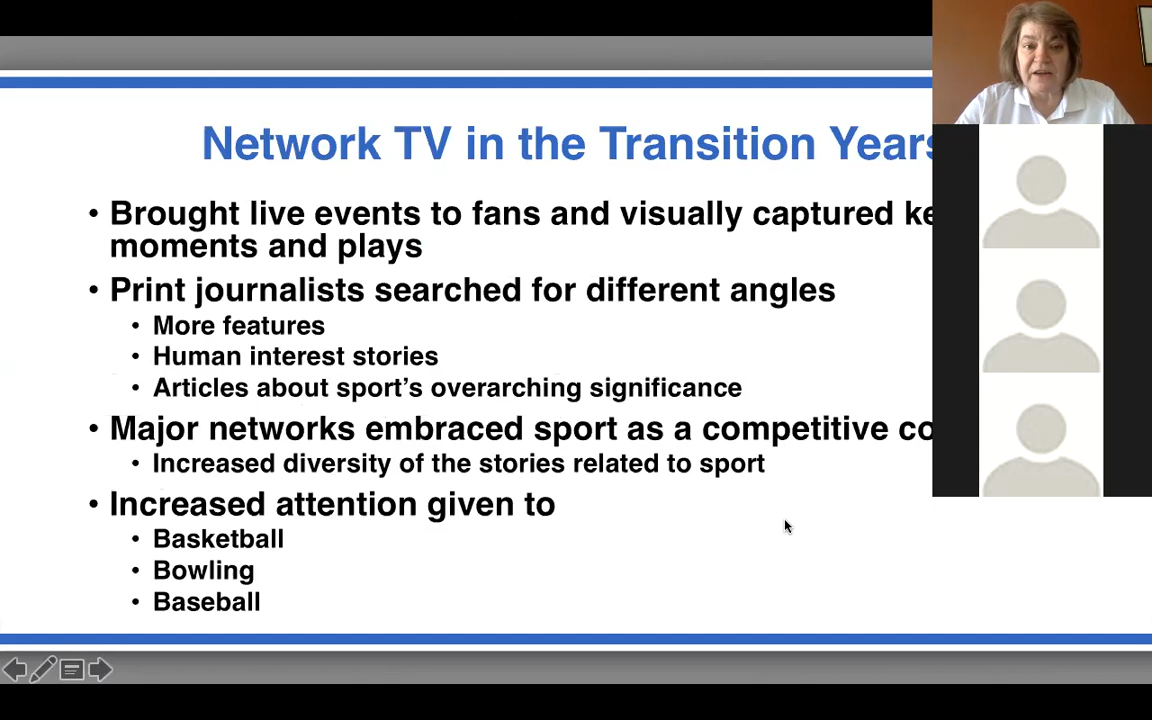 Network TV in the Transition Years
• Brought live events to fans and visually captured
moments and plays
• Print journalists searched for different angles
• More features
• Human interest stories
• Articles about sport's overarching significance
• Major networks embraced sport as a competitive
• Increased diversity of the stories related to sport
• Increased attention given to
• Basketball
• Bowling
• Baseball